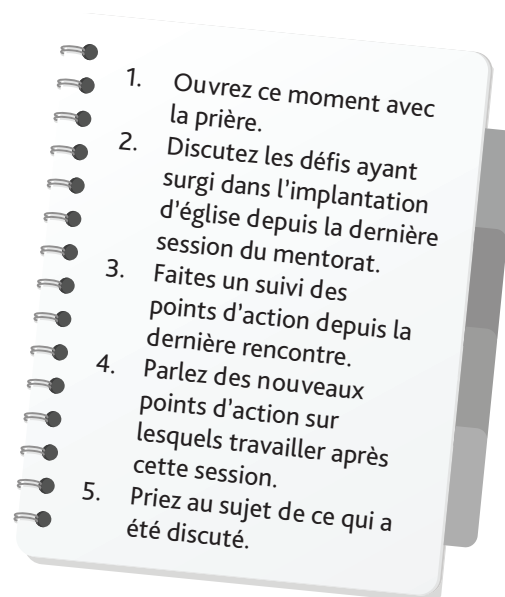 1. Ouvrez ce moment avec
la prière.
2. Discutez les défis ayant
surgi dans l'implantation
d'église depuis la dernière
session du mentorat.
3. Faites un suivi des
points d'action depuis la
dernière rencontre.
4. Parlez des nouveaux
points d'action sur
lesquels travailler après
cette session.
5. Priez au sujet de ce qui a
été discuté.